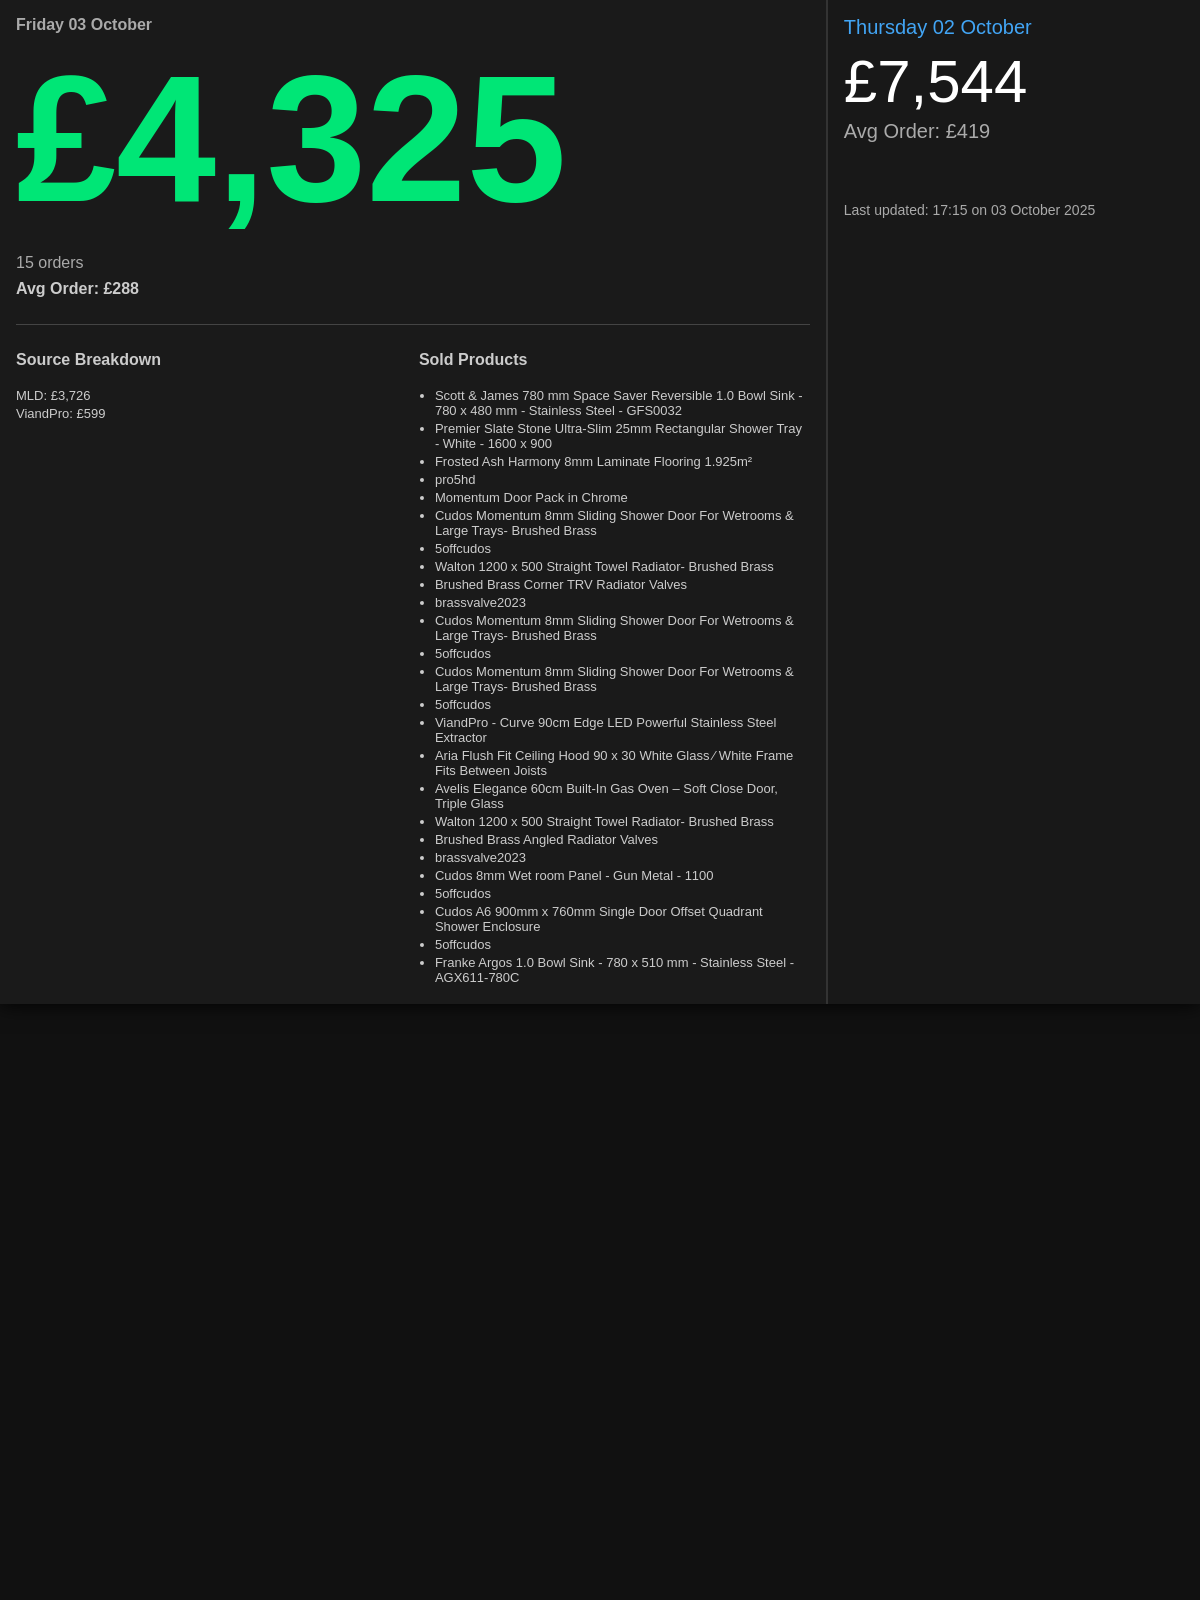 Friday 03 October
£4,325
15 orders
Avg Order: £288
Source Breakdown
MLD: £3,726
ViandPro: £599
Sold Products
Scott & James 780 mm Space Saver Reversible 1.0 Bowl Sink -
780 x 480 mm - Stainless Steel - GFS0032
Premier Slate Stone Ultra-Slim 25mm Rectangular Shower Tray
- White - 1600 x 900
Frosted Ash Harmony 8mm Laminate Flooring 1.925m²
pro5hd
Momentum Door Pack in Chrome
Cudos Momentum 8mm Sliding Shower Door For Wetrooms &
Large Trays- Brushed Brass
5offcudos
Walton 1200 x 500 Straight Towel Radiator- Brushed Brass
Brushed Brass Corner TRV Radiator Valves
brassvalve2023
Cudos Momentum 8mm Sliding Shower Door For Wetrooms &
Large Trays- Brushed Brass
5offcudos
Cudos Momentum 8mm Sliding Shower Door For Wetrooms &
Large Trays- Brushed Brass
5offcudos
ViandPro - Curve 90cm Edge LED Powerful Stainless Steel
Extractor
Aria Flush Fit Ceiling Hood 90 x 30 White Glass ⁄ White Frame
Fits Between Joists
Avelis Elegance 60cm Built-In Gas Oven – Soft Close Door,
Triple Glass
Walton 1200 x 500 Straight Towel Radiator- Brushed Brass
Brushed Brass Angled Radiator Valves
brassvalve2023
Cudos 8mm Wet room Panel - Gun Metal - 1100
5offcudos
Cudos A6 900mm x 760mm Single Door Offset Quadrant
Shower Enclosure
5offcudos
Franke Argos 1.0 Bowl Sink - 780 x 510 mm - Stainless Steel -
AGX611-780C
Thursday 02 October
£7,544
Avg Order: £419
Last updated: 17:15 on 03 October 2025